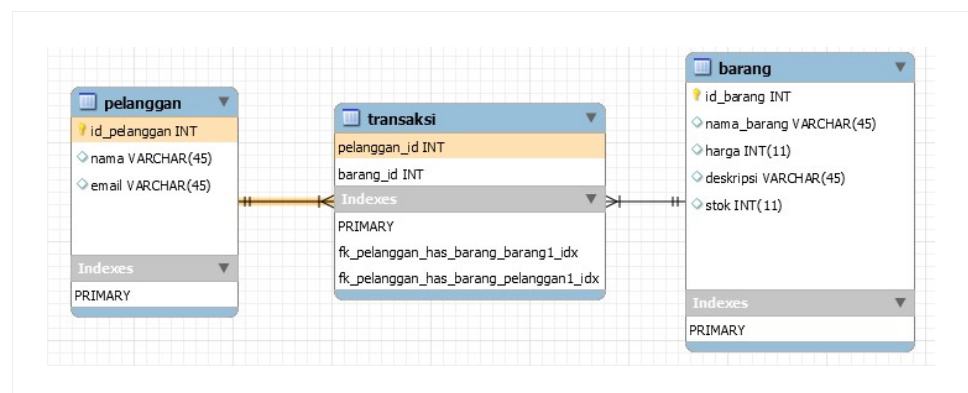 pelanggan
id_pelanggan INT
nama VARCHAR(45)
email VARCHAR(45)
Indexes
PRIMARY
transaksi
pelanggan_id INT
barang_id INT
Indexes
PRIMARY
fk_pelanggan_has_barang_barang1_idx
fk_pelanggan_has_barang_pelanggan1_idx
barang
id_barang INT
nama_barang VARCHAR(45)
harga INT(11)
deskripsi VARCHAR(45)
stok INT(11)
Indexes
PRIMARY